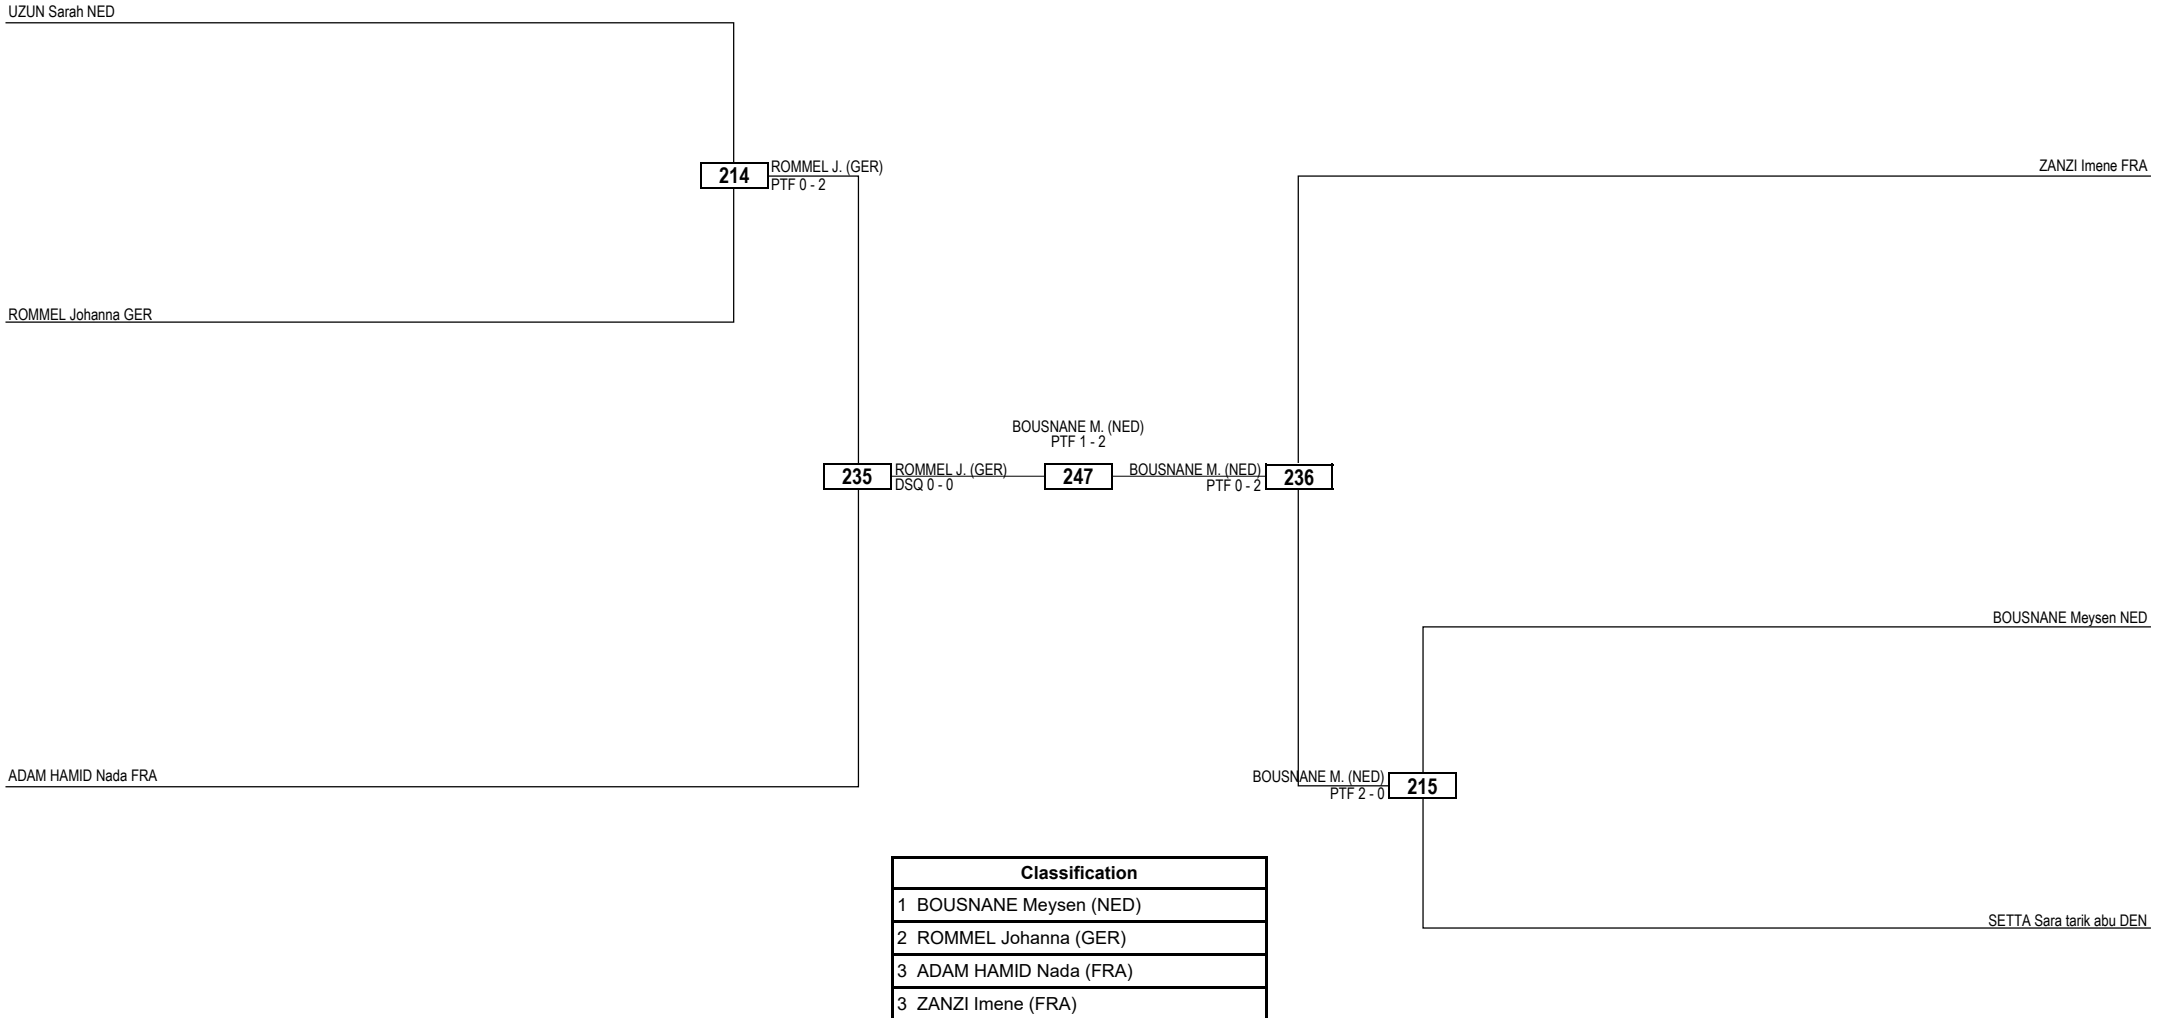 UZUN Sarah NED
214
ROMMEL J. (GER)
PTF 0 - 2
ZANZI Imene FRA
ROMMEL Johanna GER
BOUSNANE M. (NED)
PTF 1 - 2
235
ROMMEL J. (GER)
DSQ 0 - 0
247
BOUSNANE M. (NED)
PTF 0 - 2
236
BOUSNANE Meysen NED
ADAM HAMID Nada FRA
BOUSNANE M. (NED)
PTF 2 - 0
215
SETTA Sara tarik abu DEN
Classification
1 BOUSNANE Meysen (NED)
2 ROMMEL Johanna (GER)
3 ADAM HAMID Nada (FRA)
3 ZANZI Imene (FRA)